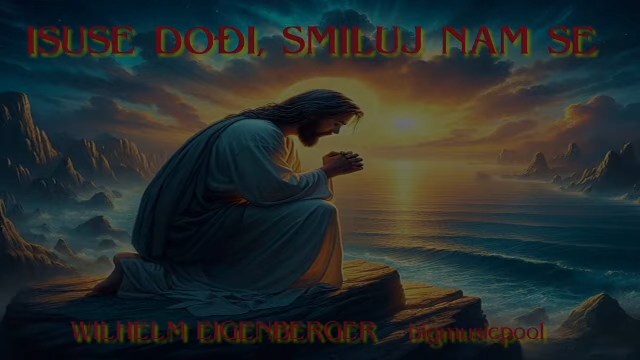 ISUSE DOĐI, SMILUJ NAM SE
WILHELM EIGENBERGER - bigmusicpool